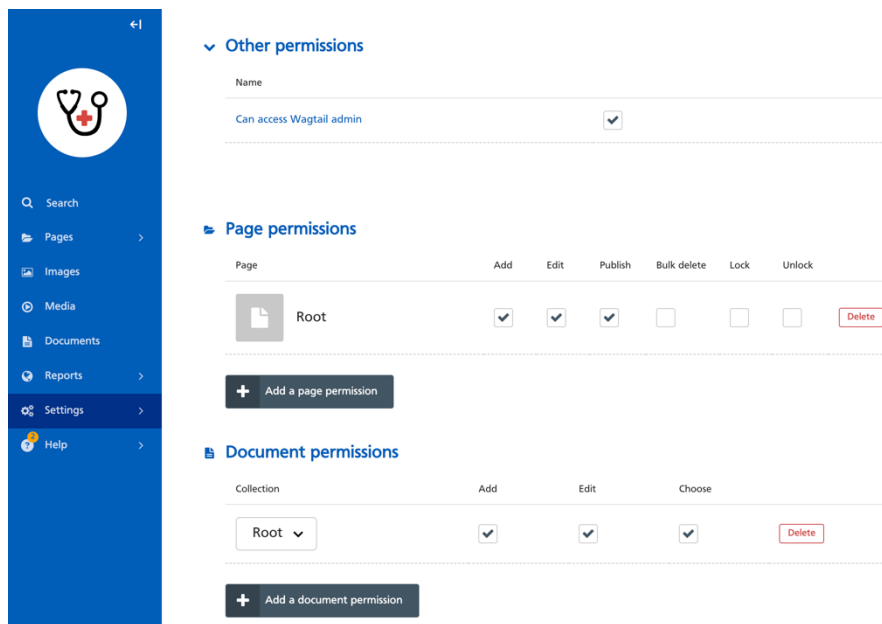 Search
Pages
Images
Media
Documents
Reports
Settings
2
Help
Other permissions
Name
Can access Wagtail admin
Page permissions
Page Add Edit Publish Bulk delete Lock Unlock
Root Delete
Add a page permission
Document permissions
Collection Add Edit Choose
Root Delete
Add a document permission